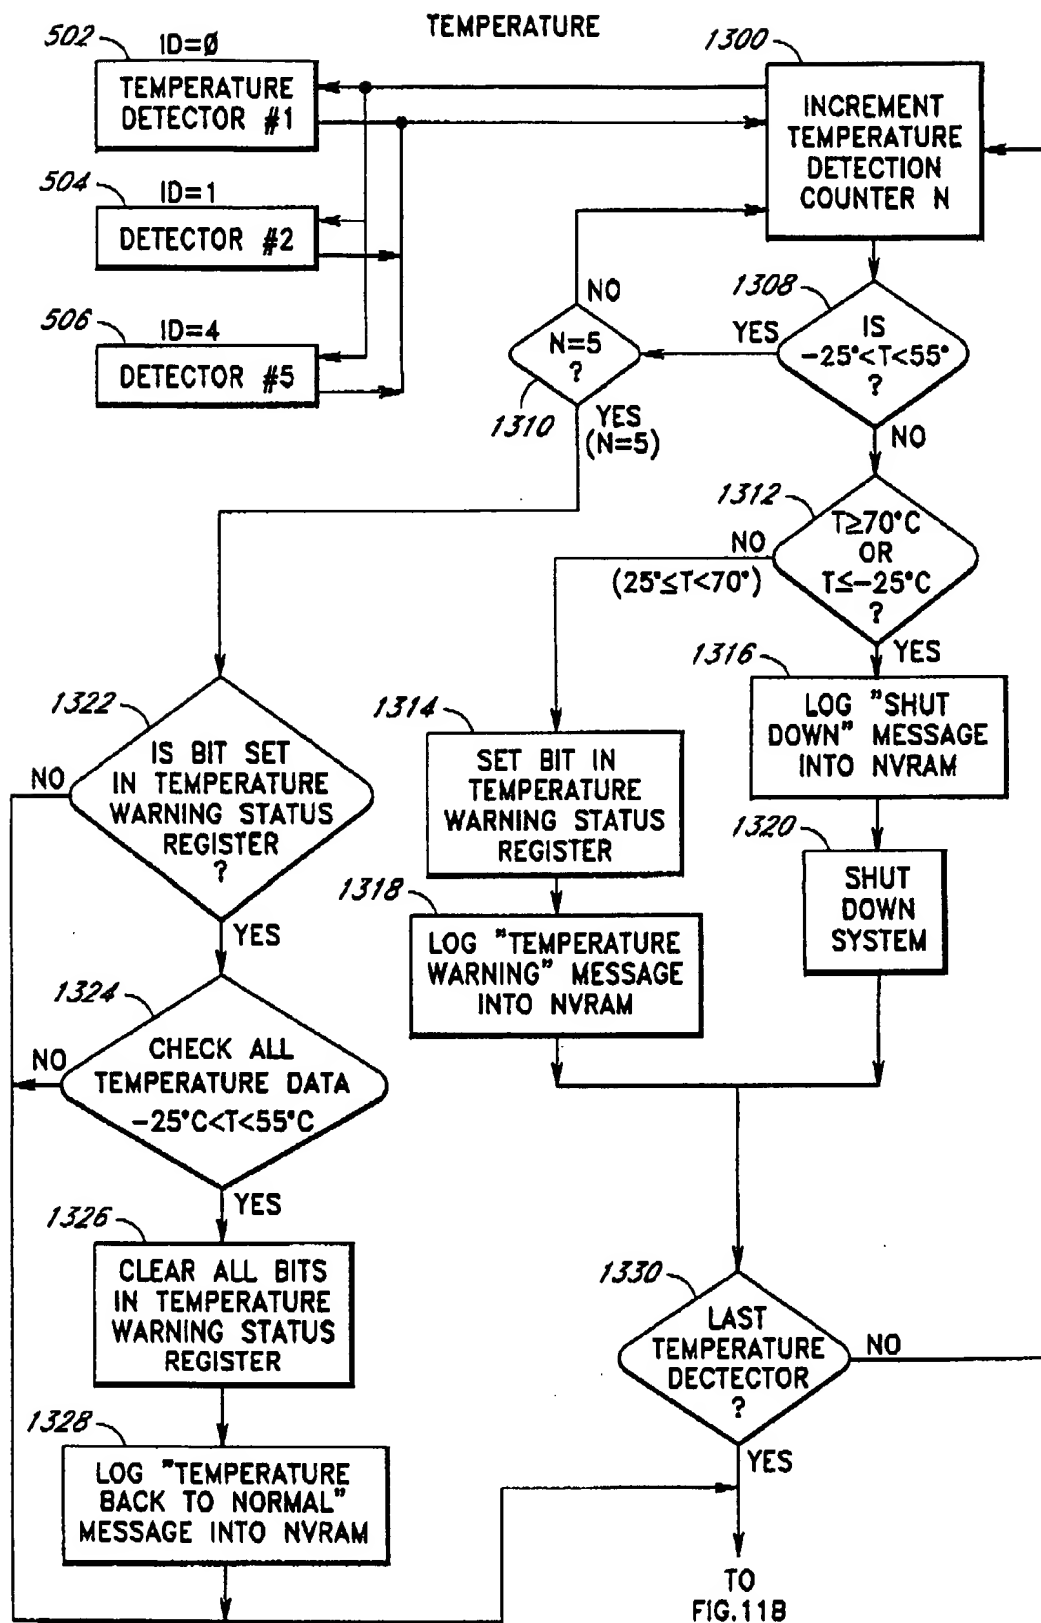 TEMPERATURE
502
ID=Ø
TEMPERATURE
DETECTOR #1
504
ID=1
DETECTOR #2
506
ID=4
DETECTOR #5
1300
INCREMENT
TEMPERATURE
DETECTION
COUNTER N
1308
IS
-25°<T<55°
?
YES
NO
NO
N=5
?
1310
YES
(N=5)
1312
T≥70°C
OR
T≤-25°C
?
NO
(25°≤T<70°)
YES
1316
LOG "SHUT
DOWN" MESSAGE
INTO NVRAM
1320
SHUT
DOWN
SYSTEM
1314
SET BIT IN
TEMPERATURE
WARNING STATUS
REGISTER
1318
LOG "TEMPERATURE
WARNING" MESSAGE
INTO NVRAM
1322
IS BIT SET
IN TEMPERATURE
WARNING STATUS
REGISTER
?
NO
YES
1324
CHECK ALL
TEMPERATURE DATA
-25°C<T<55°C
NO
YES
1326
CLEAR ALL BITS
IN TEMPERATURE
WARNING STATUS
REGISTER
1328
LOG "TEMPERATURE
BACK TO NORMAL"
MESSAGE INTO NVRAM
1330
LAST
TEMPERATURE
DECTECTOR
?
NO
YES
TO
FIG.11B